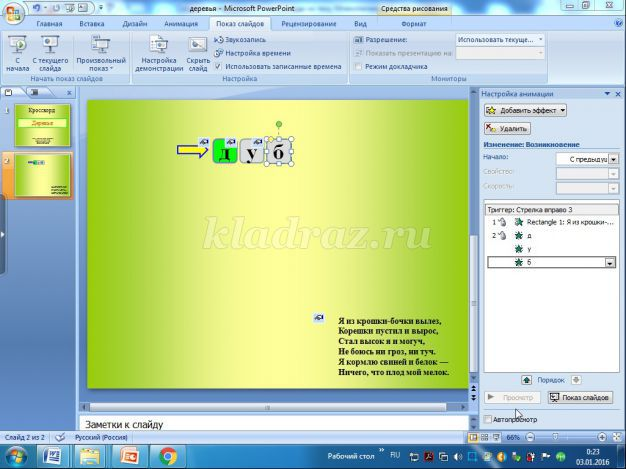 деревья - Microsoft PowerPoint
Средства рисования
Главная
Вставка
Дизайн
Анимация
Показ слайдов
Рецензирование
Вид
Формат
С начала
С текущего слайда
Произвольный показ
Начать показ слайдов
Настройка демонстрации
Скрыть слайд
Звукозапись
Настройка времени
Использовать записанные времена
Настройка
Разрешение:
Использовать текуще...
Показать презентацию на:
Режим докладчика
Мониторы
1
Кроссворд
Деревья
2
д у б
kladraz.ru
Я из крошки-бочки вылез,
Корешки пустил и вырос,
Стал высок я и могуч,
Не боюсь ни гроз, ни туч.
Я кормлю свиней и белок —
Ничего, что плод мой мелок.
Настройка анимации
Добавить эффект
Удалить
Изменение: Возникновение
Начало:
С предыдущ
Свойство:
Скорость:
Триггер: Стрелка вправо 3
1 Rectangle 1: Я из крошки-...
2 д
у
б
Порядок
Просмотр
Показ слайдов
Автопросмотр
Заметки к слайду
Слайд 2 из 2
Русский (Россия)
66%
Рабочий стол
RU
0:23
03.01.2016